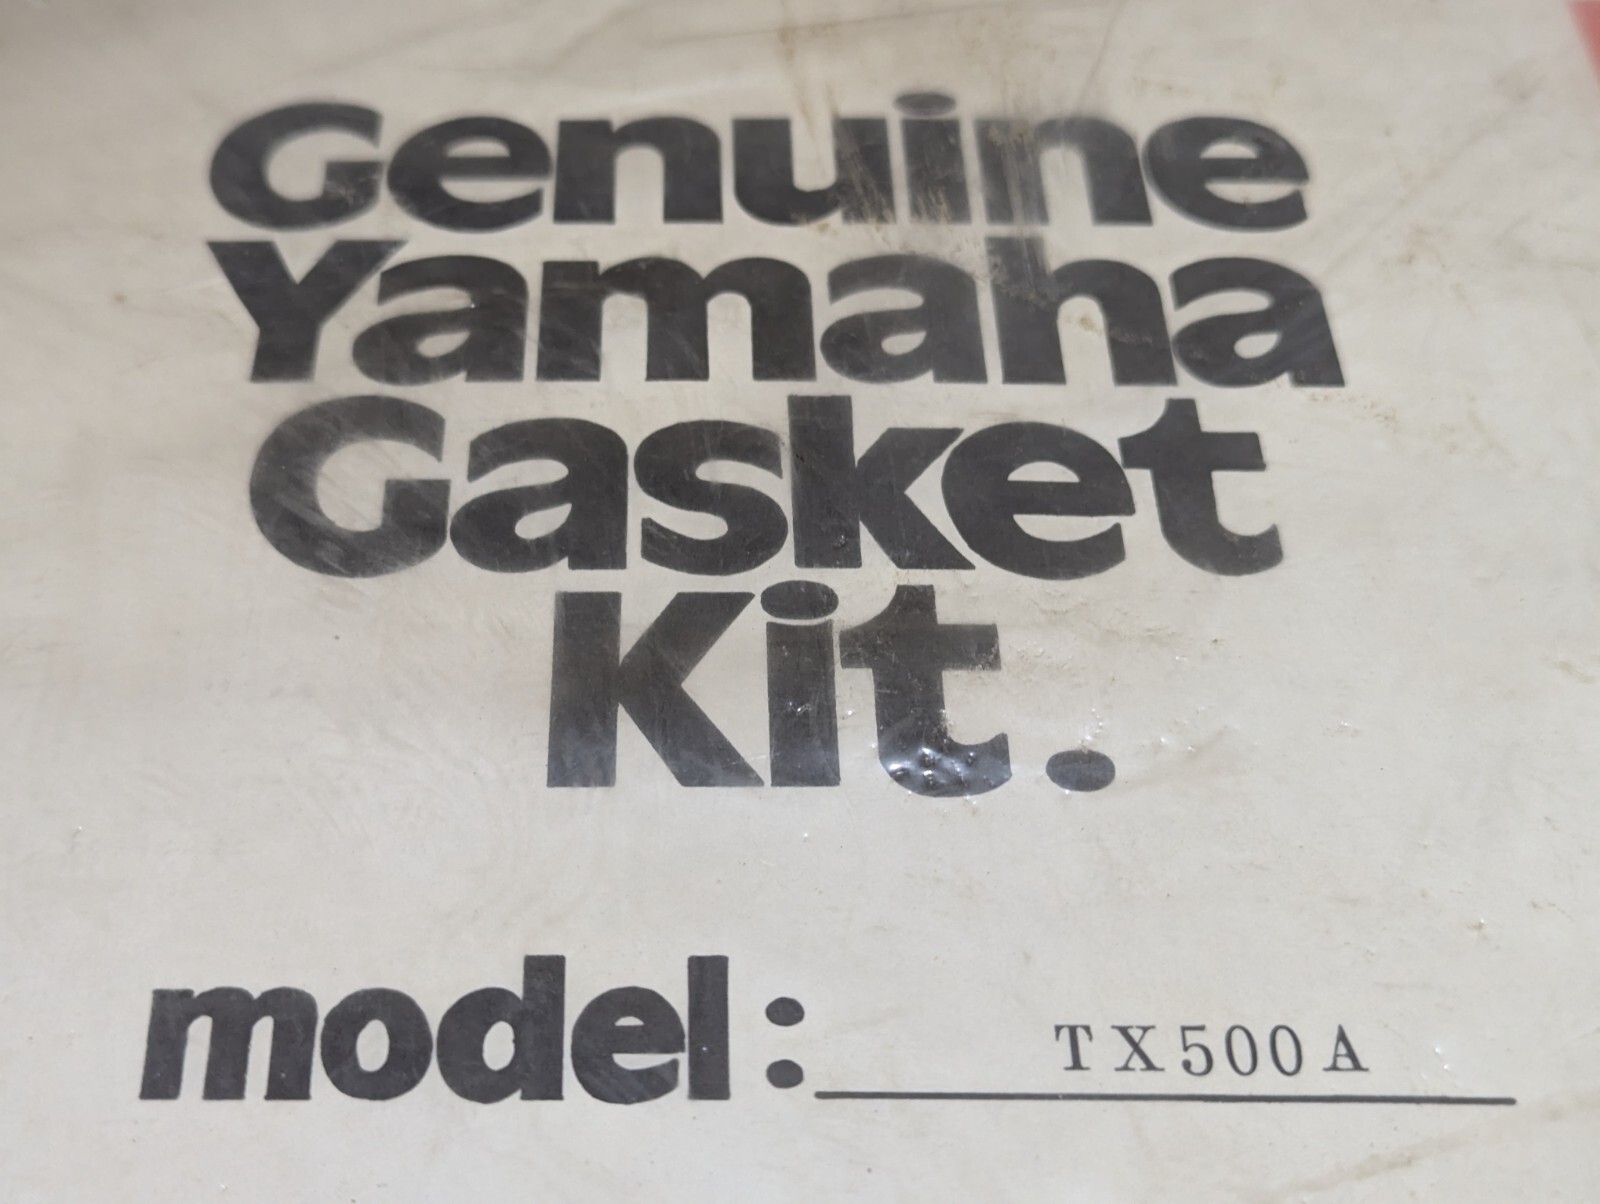 Genuine
Yamaha
Gasket
Kit.
model: TX500A